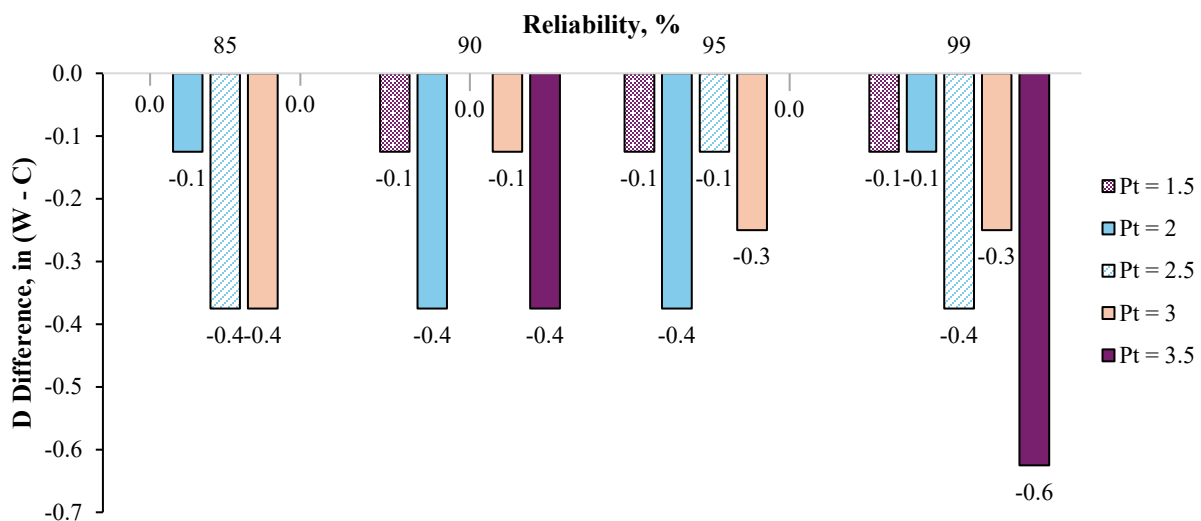 Reliability, %
85 90 95 99
0.0
-0.1
-0.2
-0.3
-0.4
-0.5
-0.6
-0.7
D Difference, in (W - C)
0.0 -0.1 -0.4 -0.4 0.0
-0.1 -0.4 0.0 -0.1 -0.4
-0.1 -0.4 -0.1 -0.3 0.0
-0.1 -0.1 -0.4 -0.3 -0.6
Pt = 1.5
Pt = 2
Pt = 2.5
Pt = 3
Pt = 3.5